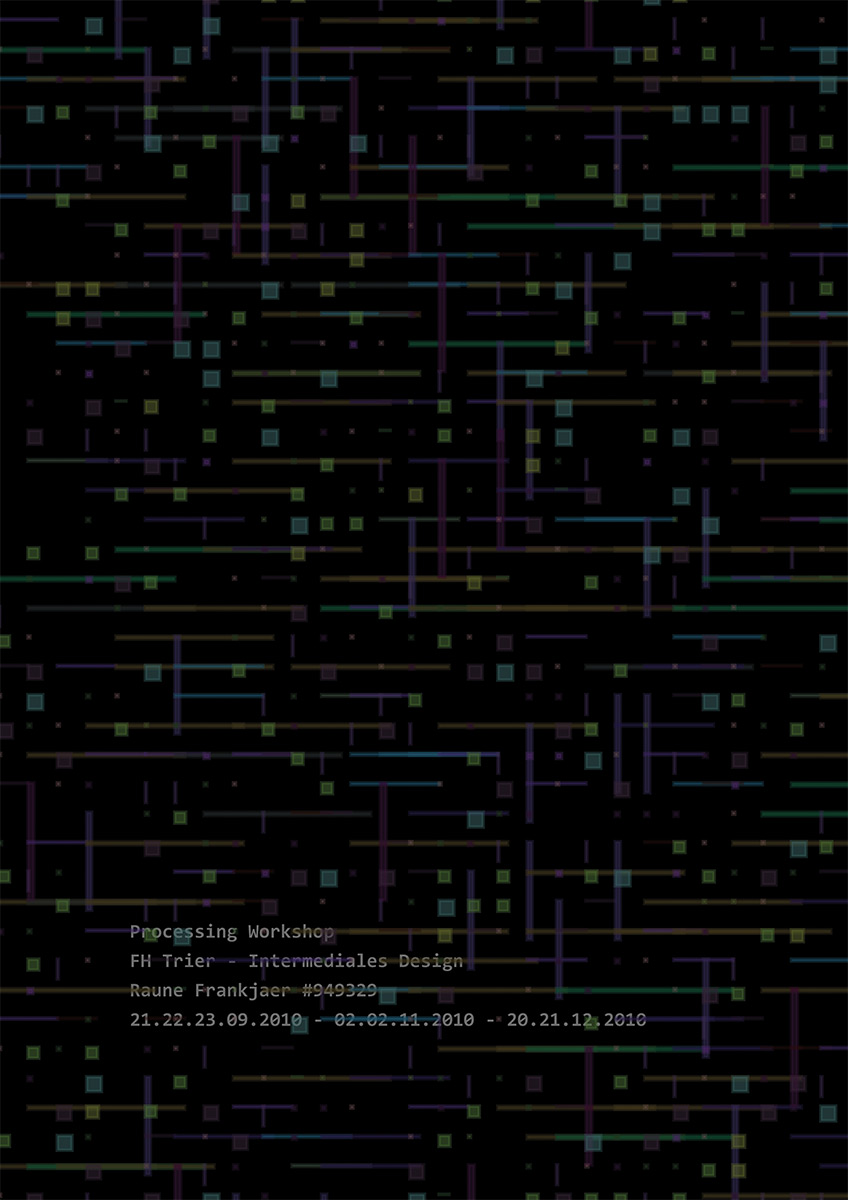 Processing Workshop
FH Trier - Intermediales Design
Raune Frankjaer #949329
21.22.23.09.2010 - 02.02.11.2010 - 20.21.12.2010